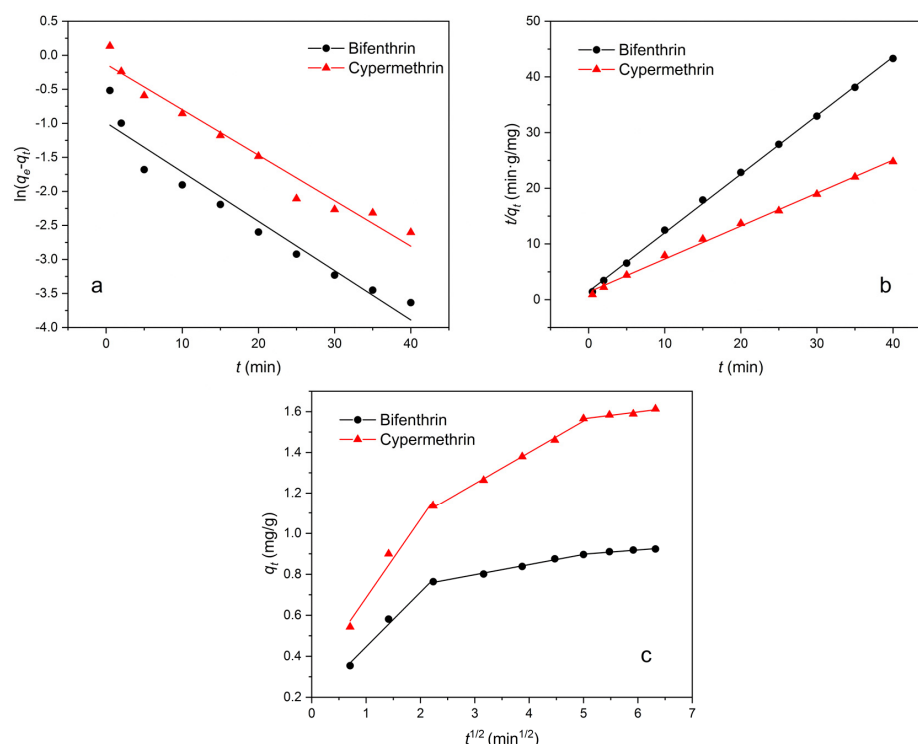 0.5
0.0
-0.5
-1.0
-1.5
-2.0
-2.5
-3.0
-3.5
-4.0
ln(qe-qt)
Bifenthrin
Cypermethrin
a
0 10 20 30 40
t (min)
50
40
30
20
10
0
t/qt (min·g/mg)
Bifenthrin
Cypermethrin
b
0 10 20 30 40
t (min)
1.6
1.4
1.2
1.0
0.8
0.6
0.4
0.2
qt (mg/g)
Bifenthrin
Cypermethrin
c
0 1 2 3 4 5 6 7
t1/2 (min1/2)